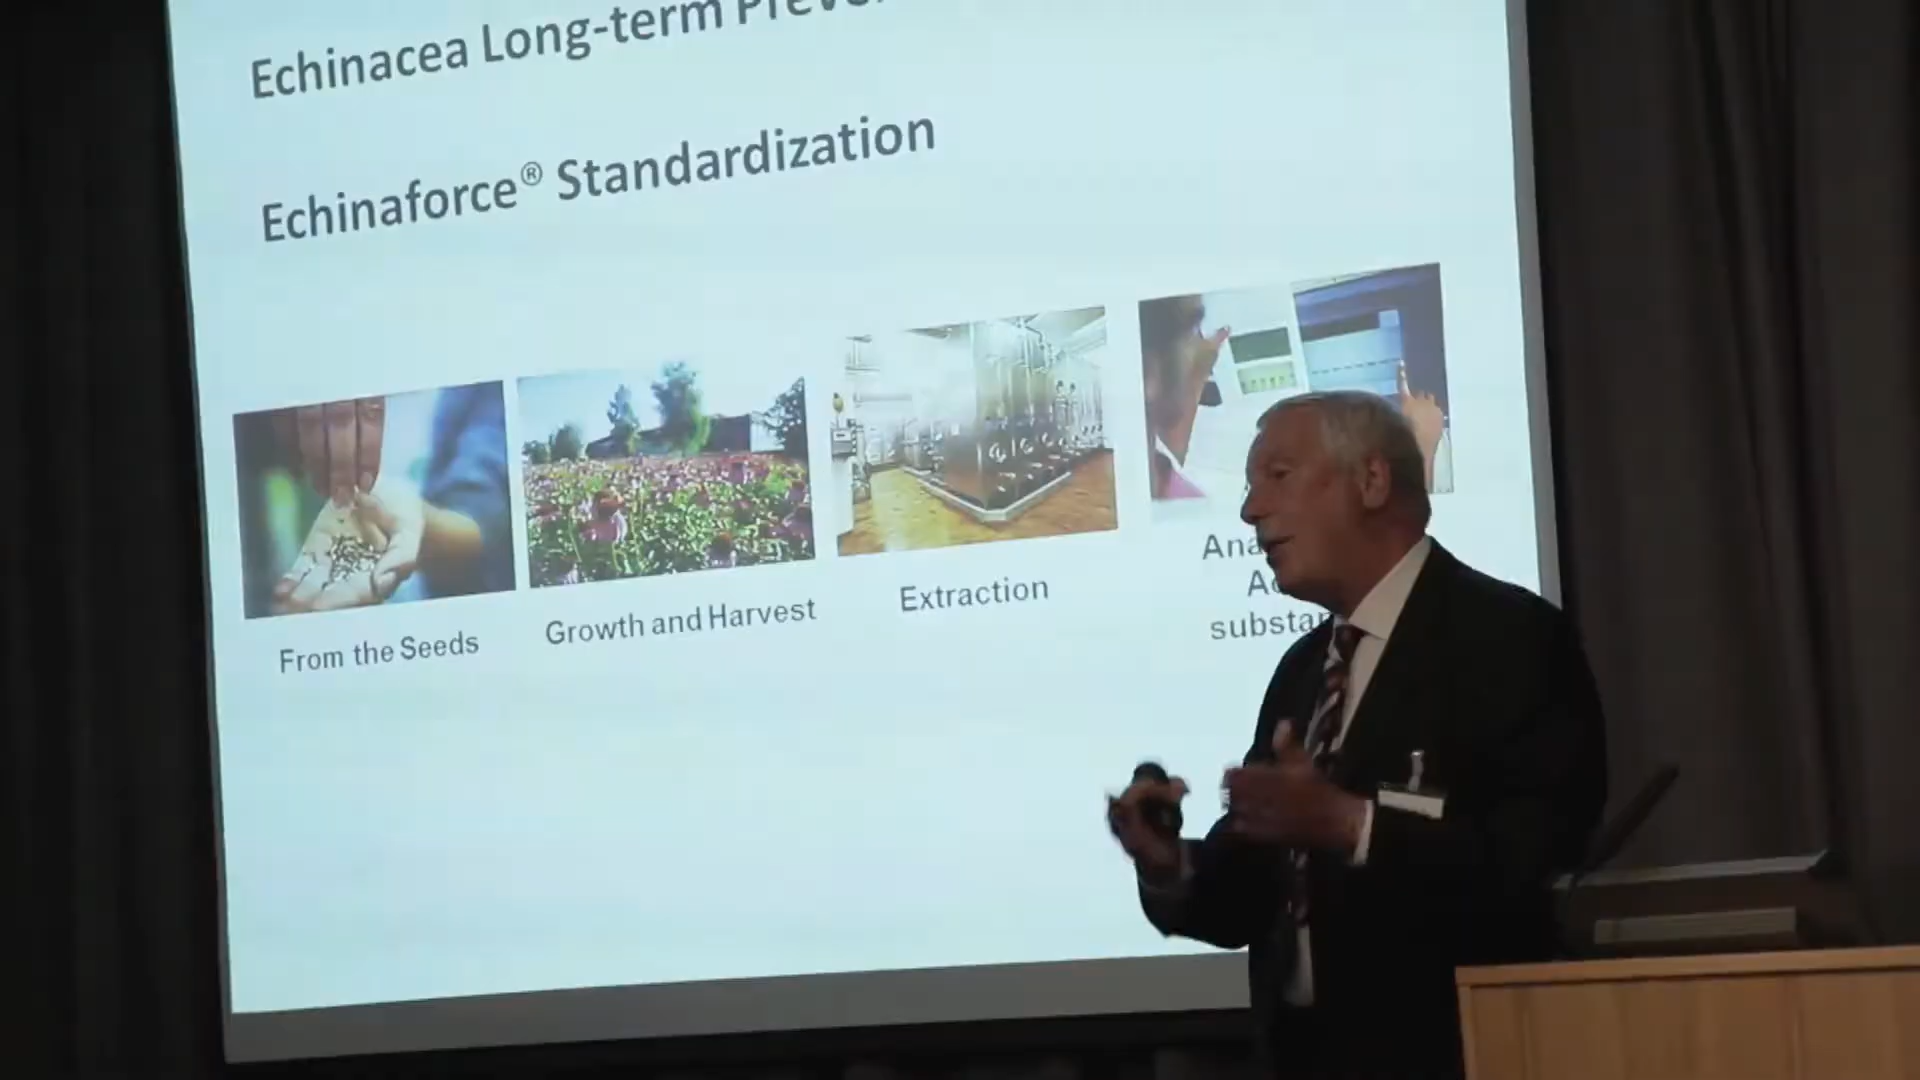 Echinacea Long-term
Echinaforce® Standardization
From the Seeds
Growth and Harvest
Extraction